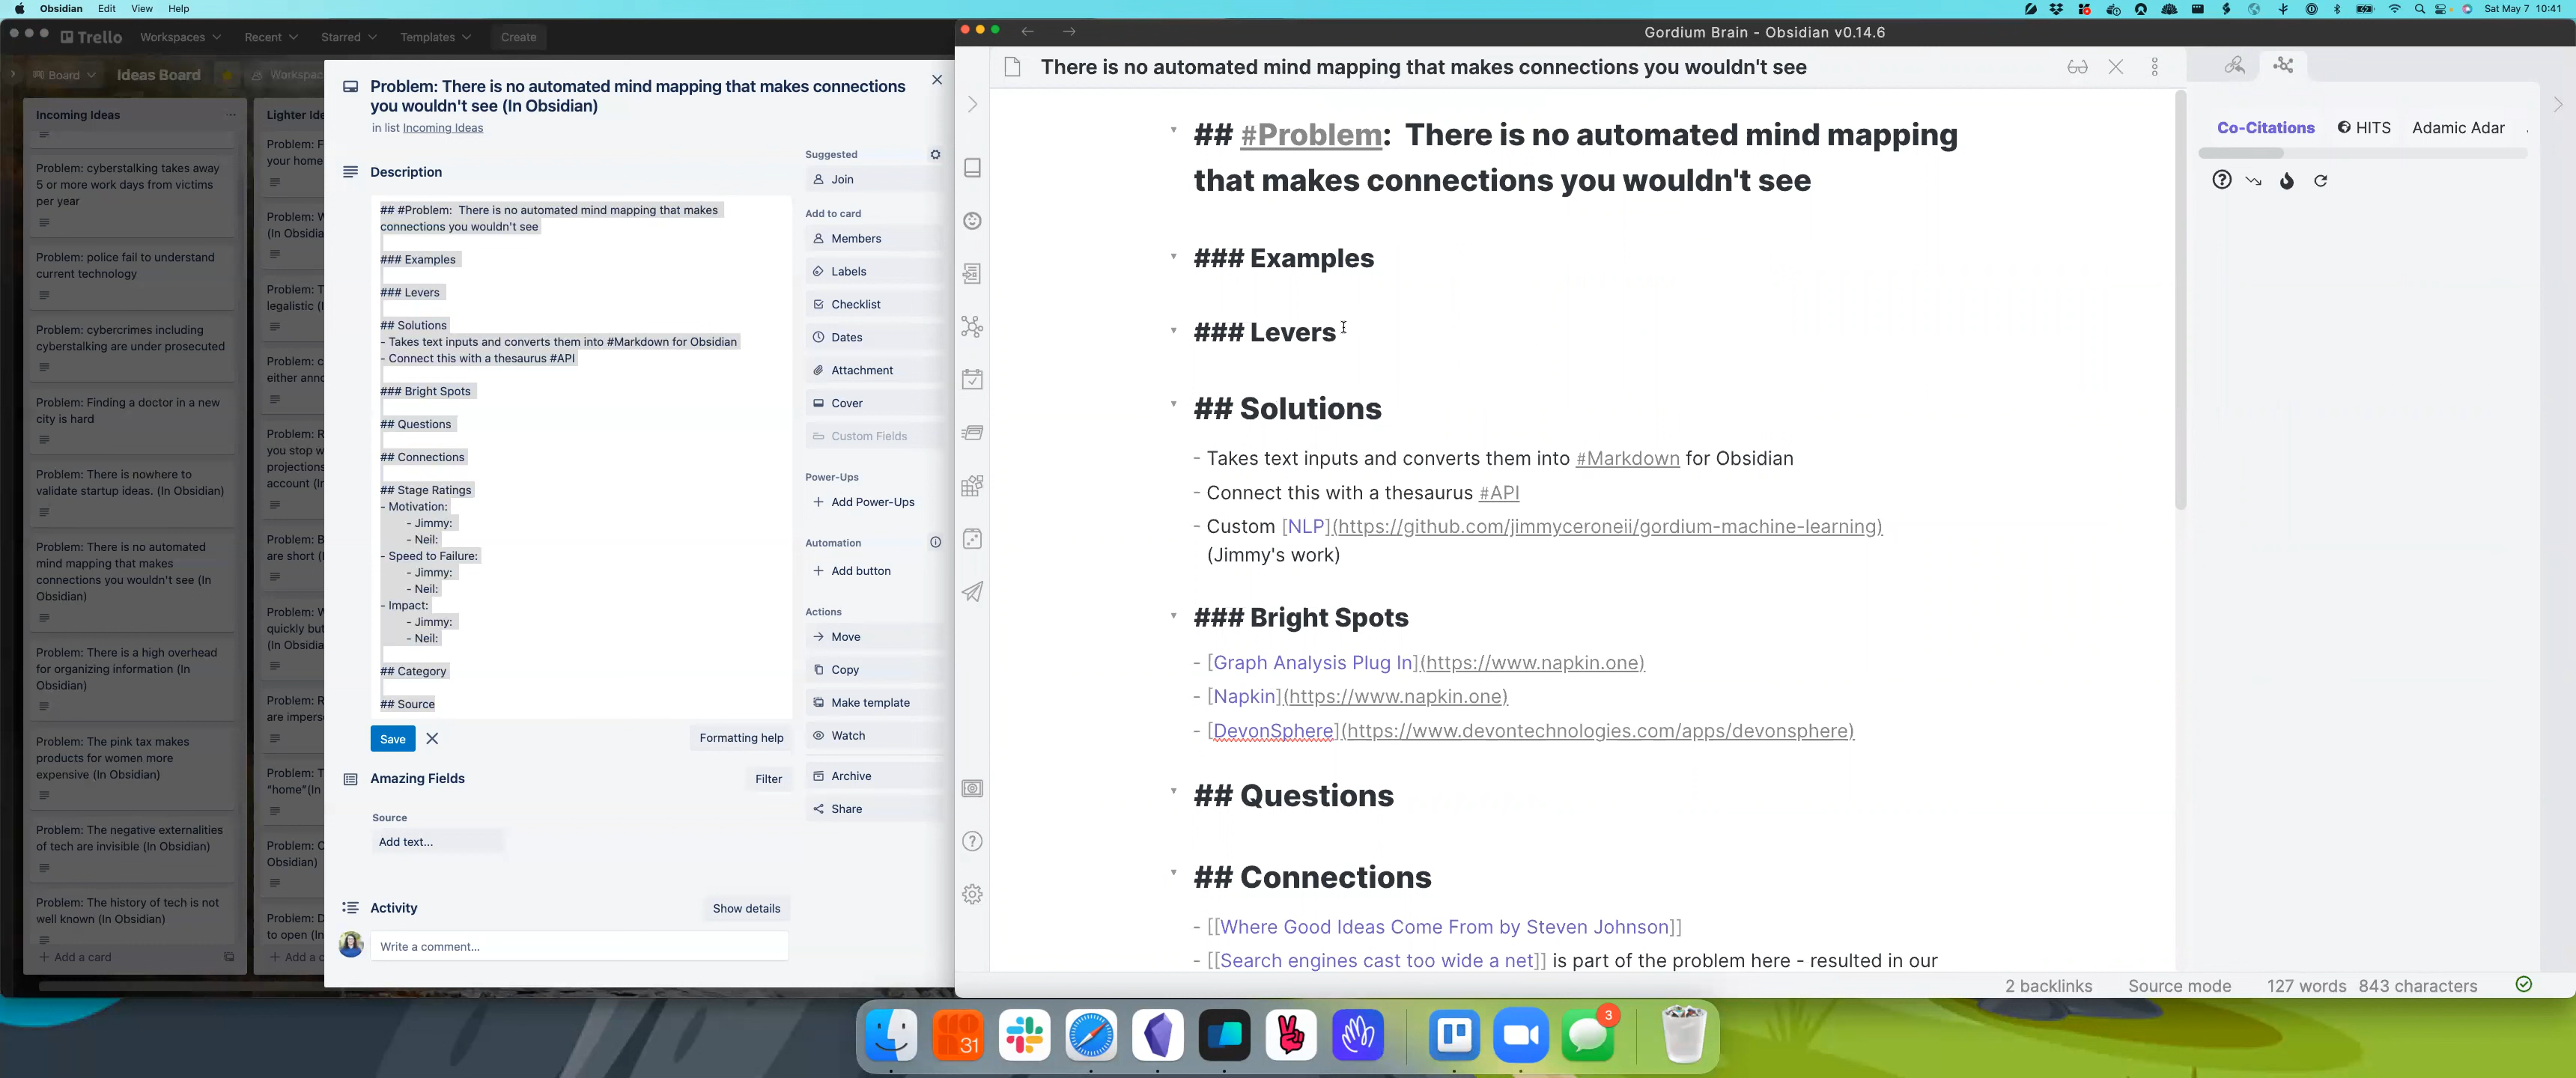 Obsidian Edit View Help
Sat May 7 10:41
Trello Workspaces Recent Starred Templates Create
Board Ideas Board
Incoming Ideas
Problem: cyberstalking takes away
5 or more work days from victims
per year
Problem: police fail to understand
current technology
Problem: cybercrimes including
cyberstalking are under prosecuted
Problem: Finding a doctor in a new
city is hard
Problem: There is nowhere to
validate startup ideas. (In Obsidian)
Problem: There is no automated
mind mapping that makes
connections you wouldn't see (In
Obsidian)
Problem: There is a high overhead
for organizing information (In
Obsidian)
Problem: The pink tax makes
products for women more
expensive (In Obsidian)
Problem: The negative externalities
of tech are invisible (In Obsidian)
Problem: The history of tech is not
well known (In Obsidian)
+ Add a card
Problem: There is no automated mind mapping that makes connections
you wouldn't see (In Obsidian)
in list Incoming Ideas
Description
## #Problem: There is no automated mind mapping that makes
connections you wouldn't see
### Examples
### Levers
## Solutions
- Takes text inputs and converts them into #Markdown for Obsidian
- Connect this with a thesaurus #API
### Bright Spots
## Questions
## Connections
## Stage Ratings
- Motivation:
- Jimmy:
- Neil:
- Speed to Failure:
- Jimmy:
- Neil:
- Impact:
- Jimmy:
- Neil:
## Category
## Source
Save
Formatting help
Amazing Fields
Filter
Source
Add text...
Activity
Show details
Write a comment...
Suggested
Join
Add to card
Members
Labels
Checklist
Dates
Attachment
Cover
Custom Fields
Power-Ups
+ Add Power-Ups
Automation
+ Add button
Actions
Move
Copy
Make template
Watch
Archive
Share
Gordium Brain - Obsidian v0.14.6
There is no automated mind mapping that makes connections you wouldn't see
## #Problem: There is no automated mind mapping
that makes connections you wouldn't see
### Examples
### Levers
## Solutions
- Takes text inputs and converts them into #Markdown for Obsidian
- Connect this with a thesaurus #API
- Custom [NLP](https://github.com/jimmyceroneii/gordium-machine-learning)
(Jimmy's work)
### Bright Spots
- [Graph Analysis Plug In](https://www.napkin.one)
- [Napkin](https://www.napkin.one)
- [DevonSphere](https://www.devontechnologies.com/apps/devonsphere)
## Questions
## Connections
- [[Where Good Ideas Come From by Steven Johnson]]
- [[Search engines cast too wide a net]] is part of the problem here - resulted in our
Co-Citations HITS Adamic Adar
2 backlinks Source mode 127 words 843 characters
31
3